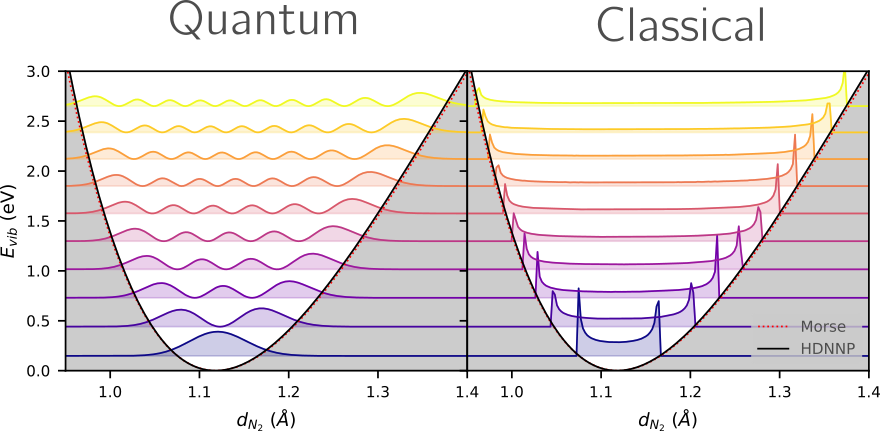 Quantum Classical
3.0
2.5
2.0
1.5
1.0
0.5
0.0
E_vib (eV)
Morse
HDNNP
1.0 1.1 1.2 1.3 1.4 1.0 1.1 1.2 1.3 1.4
d_N₂ (Å) d_N₂ (Å)